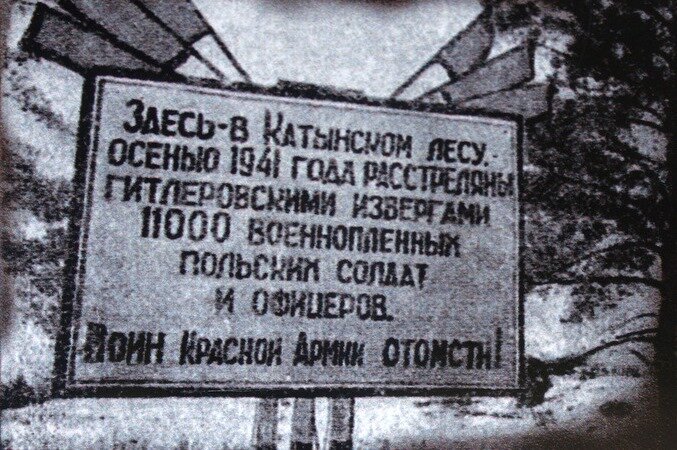 ЗДЕСЬ-В КАТЫНСКОМ ЛЕСУ.
ОСЕНЬЮ 1941 ГОДА РАССТРЕЛЯНЫ
ГИТЛЕРОВСКИМИ ИЗВЕРГАМИ
11000 ВОЕННОПЛЕННЫХ
ПОЛЬСКИХ СОЛДАТ
И ОФИЦЕРОВ.
ВОИН КРАСНОЙ АРМИИ ОТОМСТИ!